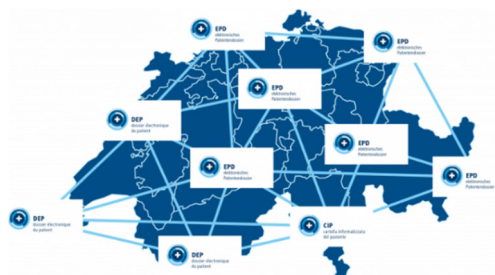 EPD
elektronisches
Patientendossier
EPD
elektronisches
Patientendossier
EPD
elektronisches
Patientendossier
DEP
dossier électronique
du patient
EPD
elektronisches
Patientendossier
EPD
elektronisches
Patientendossier
EPD
elektronisches
Patientendossier
DEP
dossier électronique
du patient
CIP
cartella informatizzata
del paziente
DEP
dossier électronique
du patient